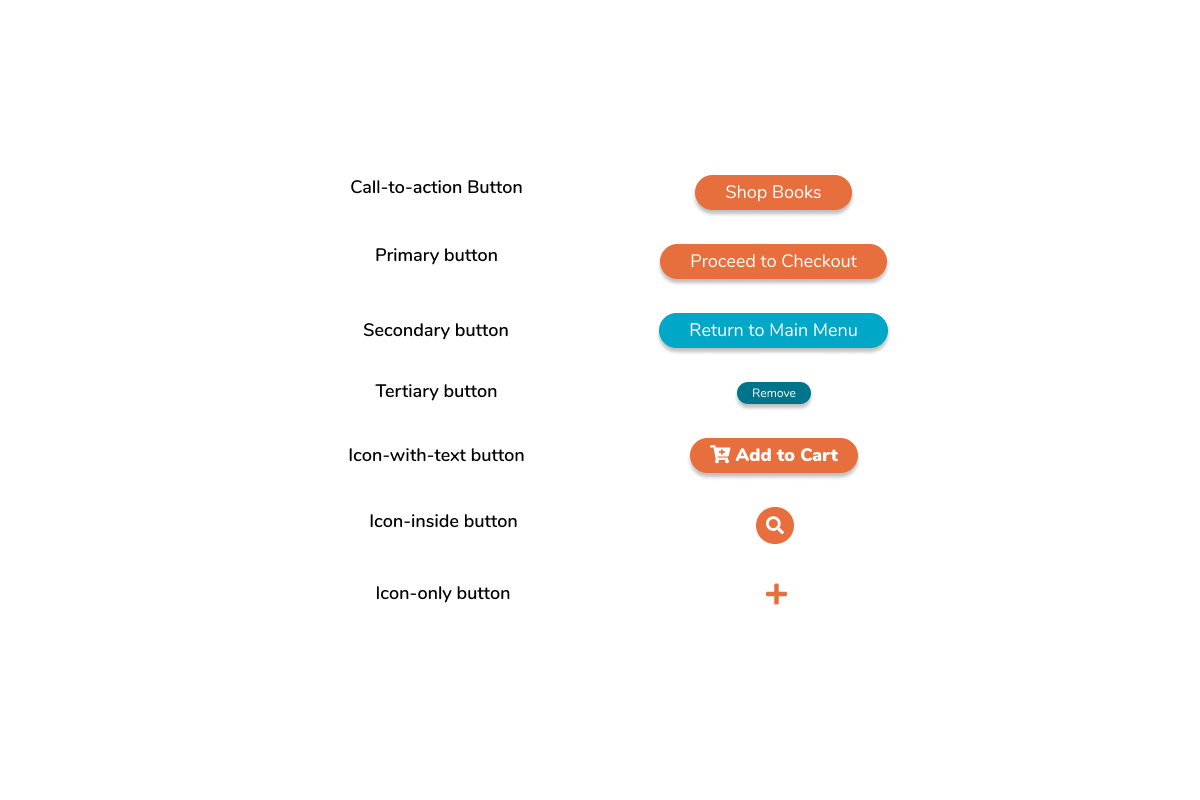 Call-to-action Button
Shop Books
Primary button
Proceed to Checkout
Secondary button
Return to Main Menu
Tertiary button
Remove
Icon-with-text button
Add to Cart
Icon-inside button
Icon-only button